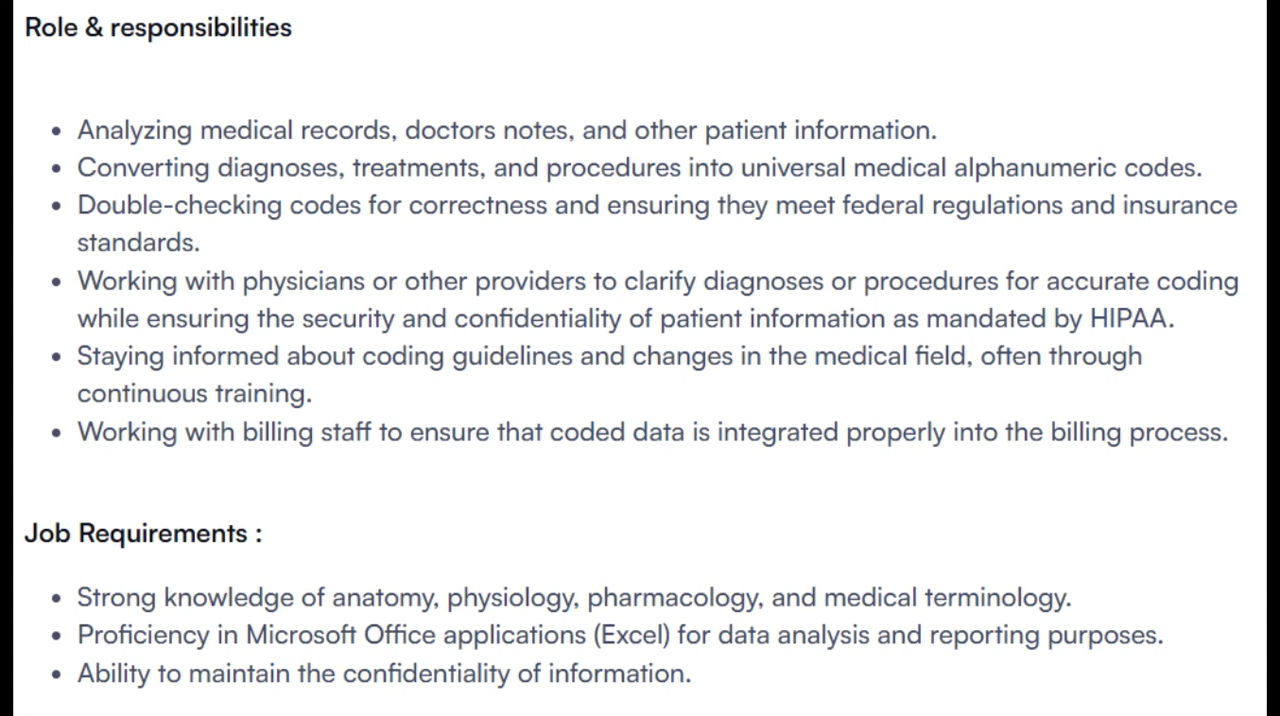 Role & responsibilities
• Analyzing medical records, doctors notes, and other patient information.
• Converting diagnoses, treatments, and procedures into universal medical alphanumeric codes.
• Double-checking codes for correctness and ensuring they meet federal regulations and insurance
standards.
• Working with physicians or other providers to clarify diagnoses or procedures for accurate coding
while ensuring the security and confidentiality of patient information as mandated by HIPAA.
• Staying informed about coding guidelines and changes in the medical field, often through
continuous training.
• Working with billing staff to ensure that coded data is integrated properly into the billing process.
Job Requirements :
• Strong knowledge of anatomy, physiology, pharmacology, and medical terminology.
• Proficiency in Microsoft Office applications (Excel) for data analysis and reporting purposes.
• Ability to maintain the confidentiality of information.